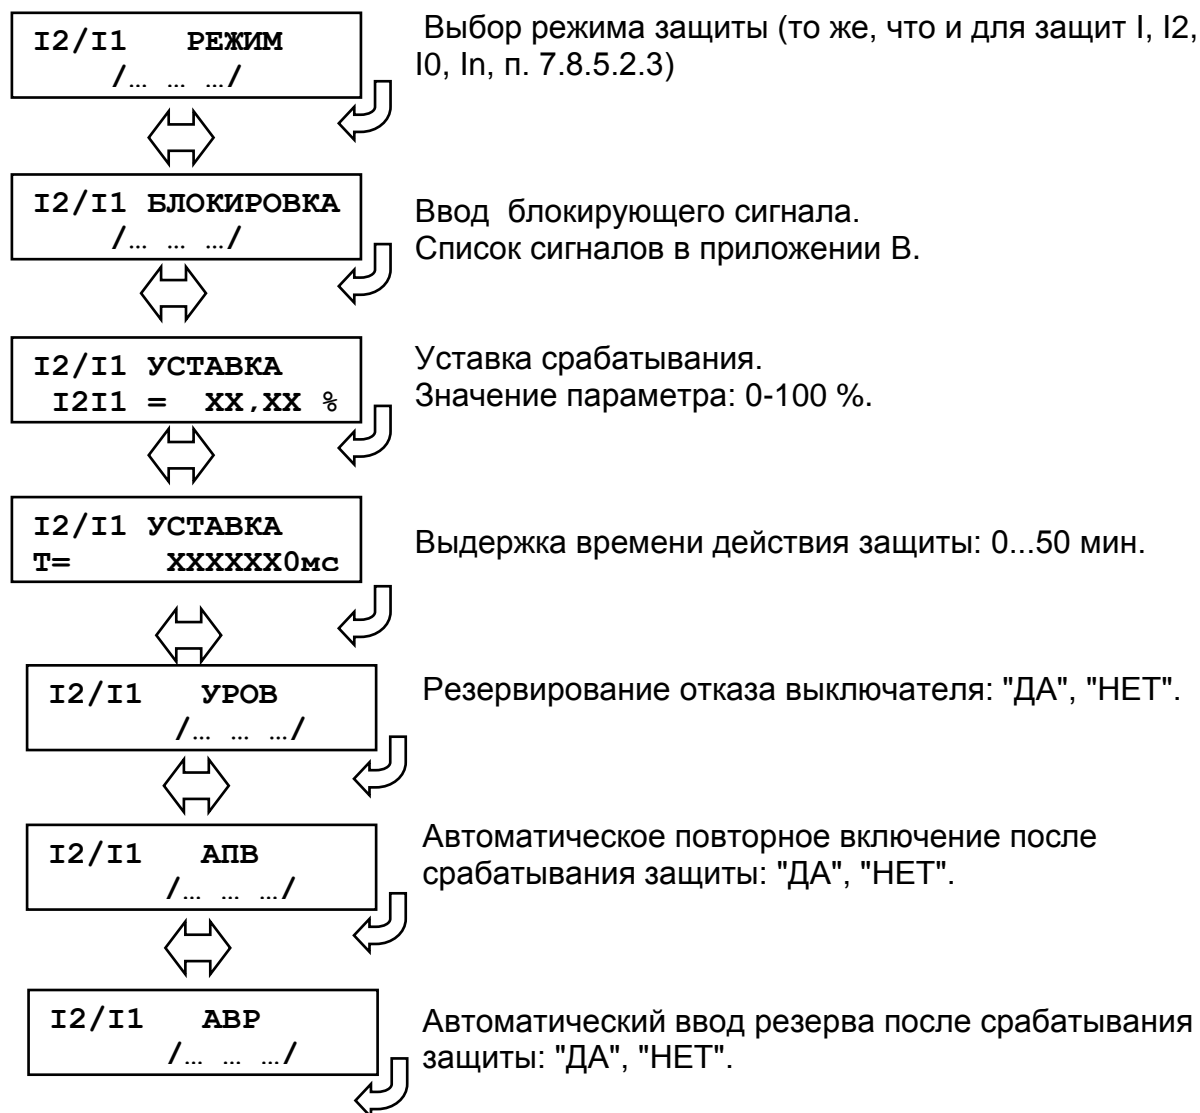 I2/I1 РЕЖИМ
/… … …/
Выбор режима защиты (то же, что и для защит I, I2,
I0, In, п. 7.8.5.2.3)
I2/I1 БЛОКИРОВКА
/… … …/
Ввод блокирующего сигнала.
Список сигналов в приложении В.
I2/I1 УСТАВКА
I2I1 = XX,XX %
Уставка срабатывания.
Значение параметра: 0-100 %.
I2/I1 УСТАВКА
T= XXXXXX0мс
Выдержка времени действия защиты: 0...50 мин.
I2/I1 УРОВ
/… … …/
Резервирование отказа выключателя: "ДА", "НЕТ".
I2/I1 АПВ
/… … …/
Автоматическое повторное включение после
срабатывания защиты: "ДА", "НЕТ".
I2/I1 АВР
/… … …/
Автоматический ввод резерва после срабатывания
защиты: "ДА", "НЕТ".